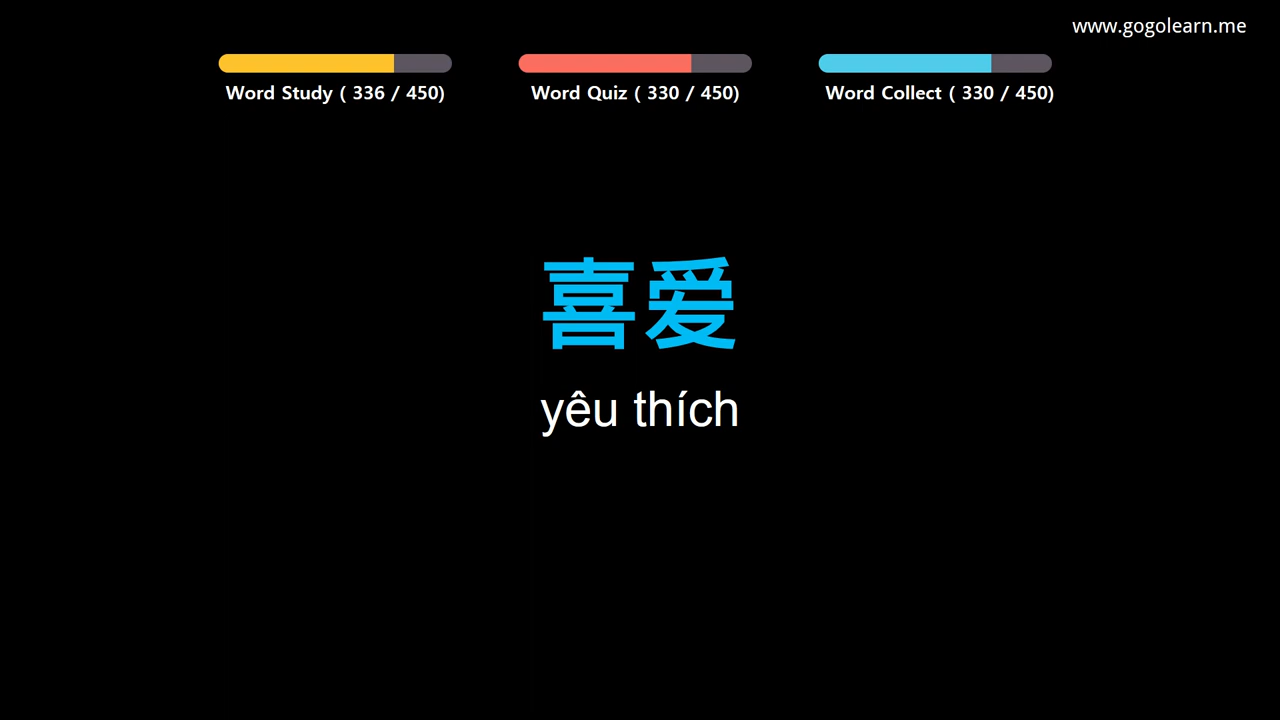 www.gogolearn.me
Word Study ( 336 / 450)
Word Quiz ( 330 / 450)
Word Collect ( 330 / 450)
喜爱
yêu thích